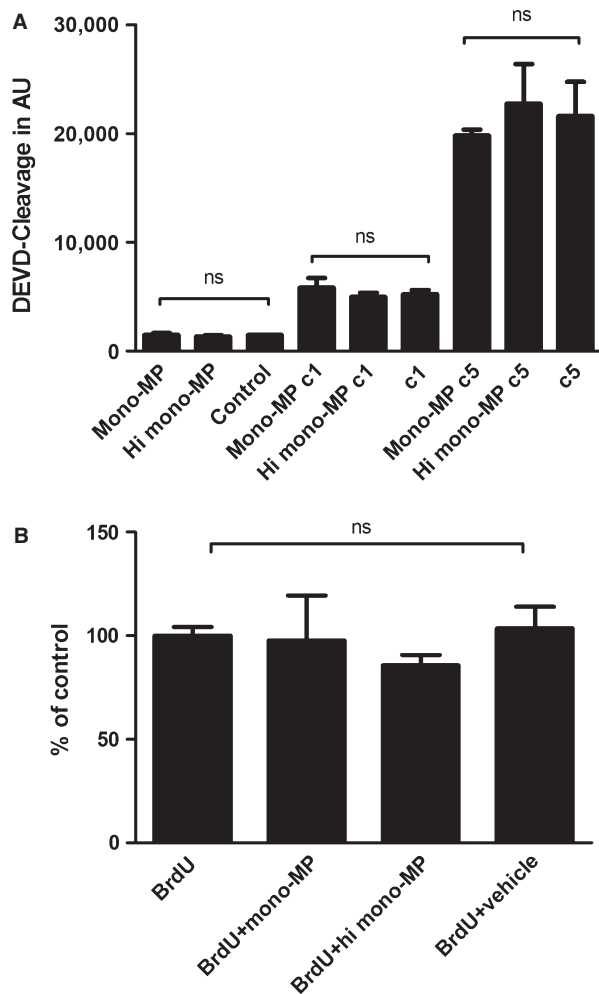 A
DEVD-Cleavage in AU
30,000
20,000
10,000
0
ns
ns
ns
Mono-MP
Hi mono-MP
Control
Mono-MP c1
Hi mono-MP c1
c1
Mono-MP c5
Hi mono-MP c5
c5
B
% of control
150
100
50
0
ns
BrdU
BrdU+mono-MP
BrdU+hi mono-MP
BrdU+vehicle